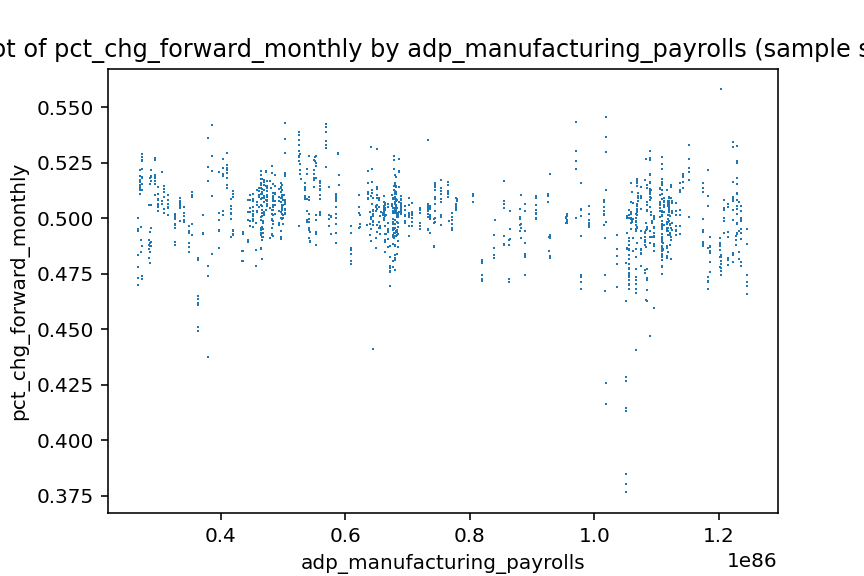 of pct_chg_forward_monthly by adp_manufacturing_payrolls (sample
0.550
0.525
0.500
0.475
0.450
0.425
0.400
0.375
pct_chg_forward_monthly
0.4 0.6 0.8 1.0 1.2
1e86
adp_manufacturing_payrolls